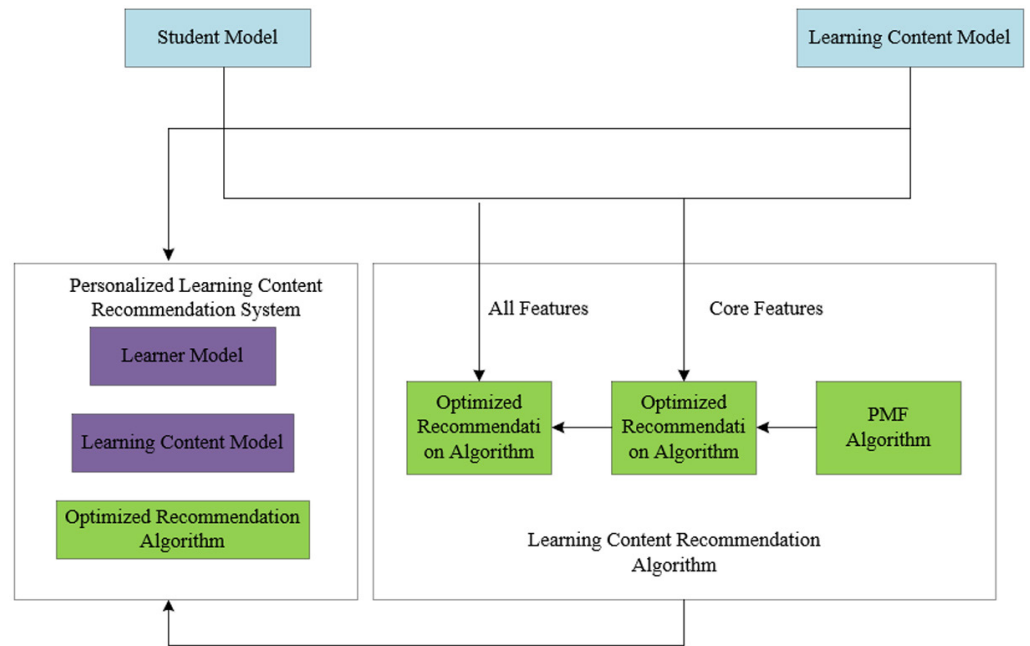 Student Model
Learning Content Model
Personalized Learning Content
Recommendation System
Learner Model
Learning Content Model
Optimized Recommendation
Algorithm
All Features
Core Features
Optimized
Recommendati
on Algorithm
Optimized
Recommendati
on Algorithm
PMF
Algorithm
Learning Content Recommendation
Algorithm